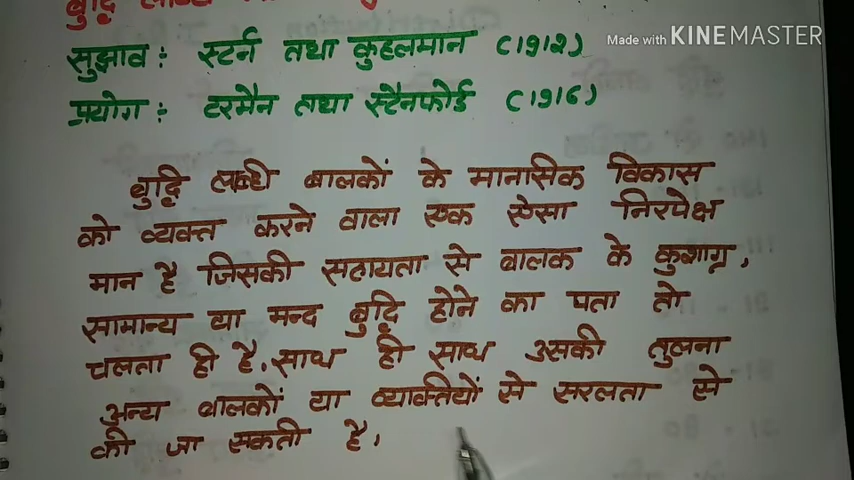 बुद्धि
Made with KINEMASTER
सुझाव : स्टर्न तथा कुहलमान (1912)
प्रयोग : टरमैन तथा स्टैनफोर्ड (1916)
बुद्धि लब्धी बालकों के मानसिक विकास
को व्यक्त करने वाला एक ऐसा निरपेक्ष
मान है जिसकी सहायता से बालक के कुशाग्र,
सामान्य या मन्द बुद्धि होने का पता तो
चलता ही है. साथ ही साथ उसकी तुलना
अन्य बालकों या व्यक्तियों से सरलता से
की जा सकती है.